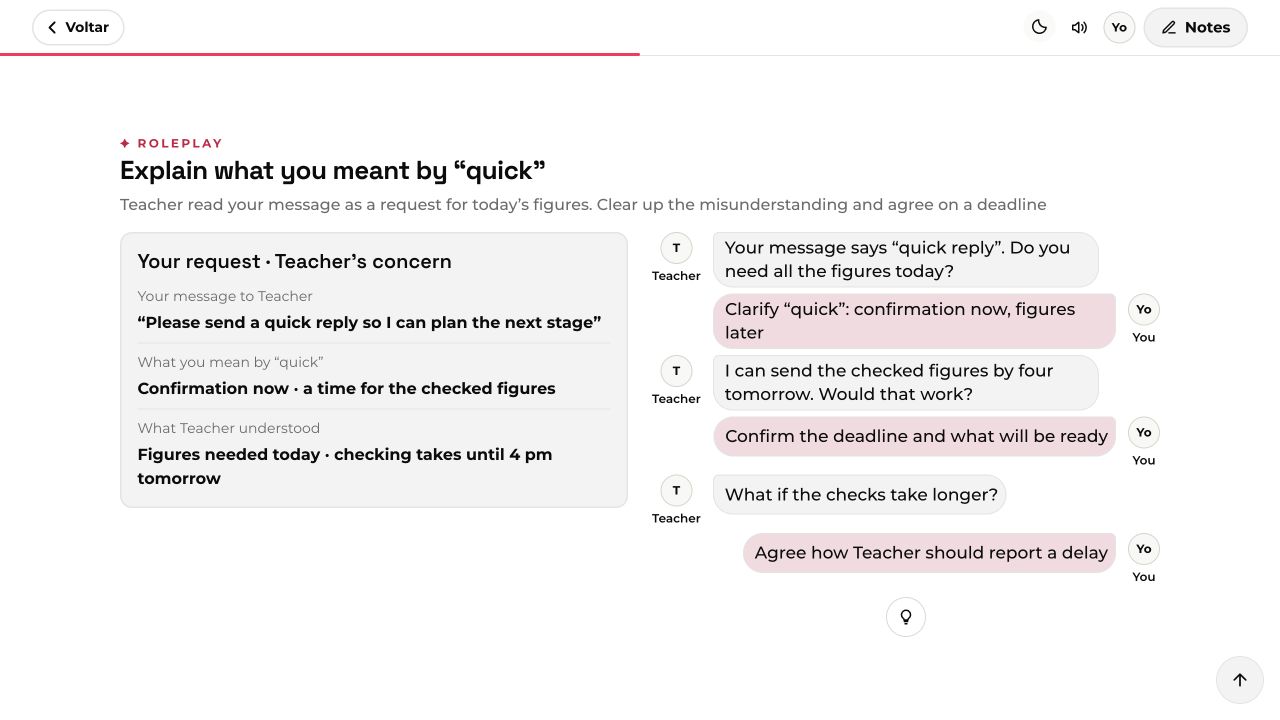 Voltar
Yo
Notes
ROLEPLAY
Explain what you meant by “quick”
Teacher read your message as a request for today’s figures. Clear up the misunderstanding and agree on a deadline
Your request · Teacher’s concern
Your message to Teacher
“Please send a quick reply so I can plan the next stage”
What you mean by “quick”
Confirmation now · a time for the checked figures
What Teacher understood
Figures needed today · checking takes until 4 pm
tomorrow
T
Teacher
Your message says “quick reply”. Do you
need all the figures today?
Clarify “quick”: confirmation now, figures
later
Yo
You
T
Teacher
I can send the checked figures by four
tomorrow. Would that work?
Confirm the deadline and what will be ready
Yo
You
T
Teacher
What if the checks take longer?
Agree how Teacher should report a delay
Yo
You